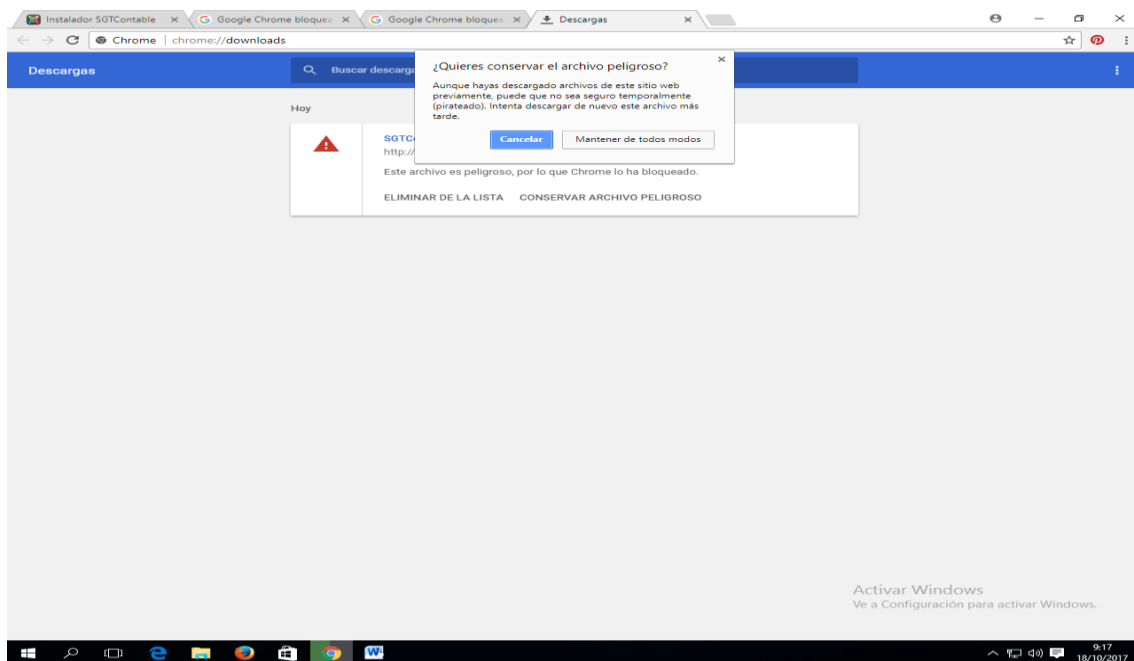 Instalador SGTContable
Google Chrome bloquea
Google Chrome bloquea
Descargas
Chrome | chrome://downloads
Descargas
Buscar descarga
¿Quieres conservar el archivo peligroso?
Aunque hayas descargado archivos de este sitio web
previamente, puede que no sea seguro temporalmente
(pirateado). Intenta descargar de nuevo este archivo más
tarde.
Cancelar
Mantener de todos modos
Hoy
SGTC
http://
Este archivo es peligroso, por lo que Chrome lo ha bloqueado.
ELIMINAR DE LA LISTA CONSERVAR ARCHIVO PELIGROSO
Activar Windows
Ve a Configuración para activar Windows.
9:17
18/10/2017